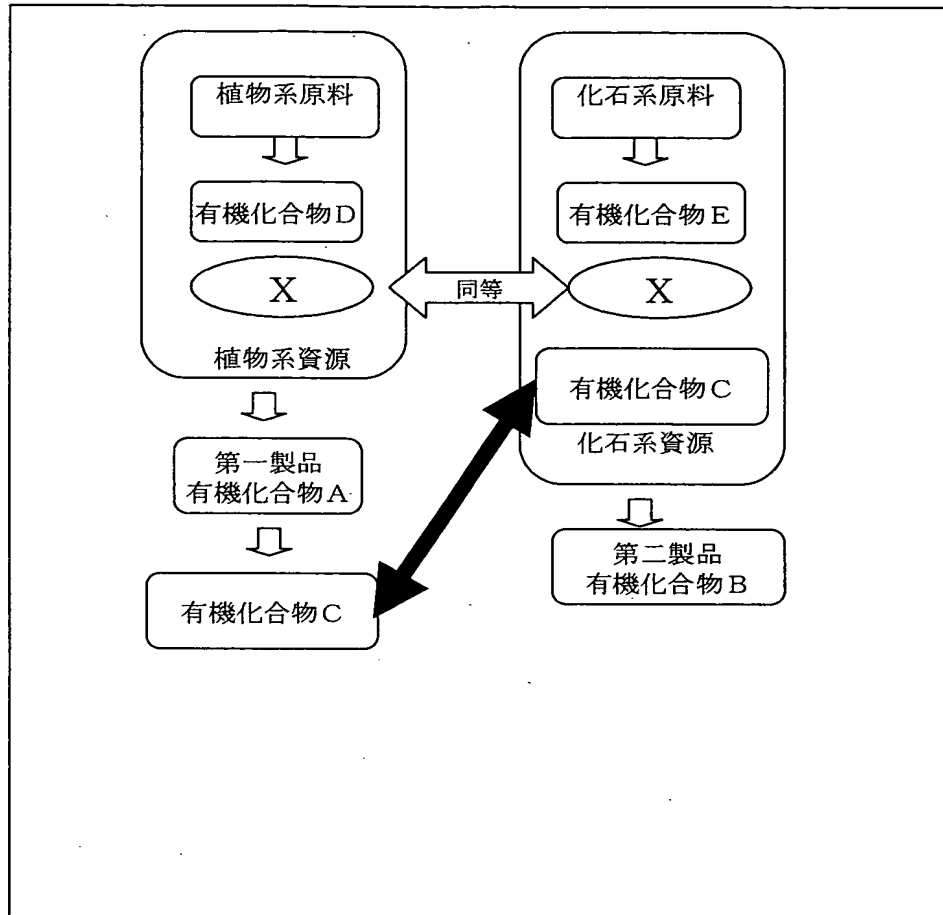 植物系原料
有機化合物D
X
植物系資源
第一製品
有機化合物A
有機化合物C
同等
化石系原料
有機化合物E
X
有機化合物C
化石系資源
第二製品
有機化合物B